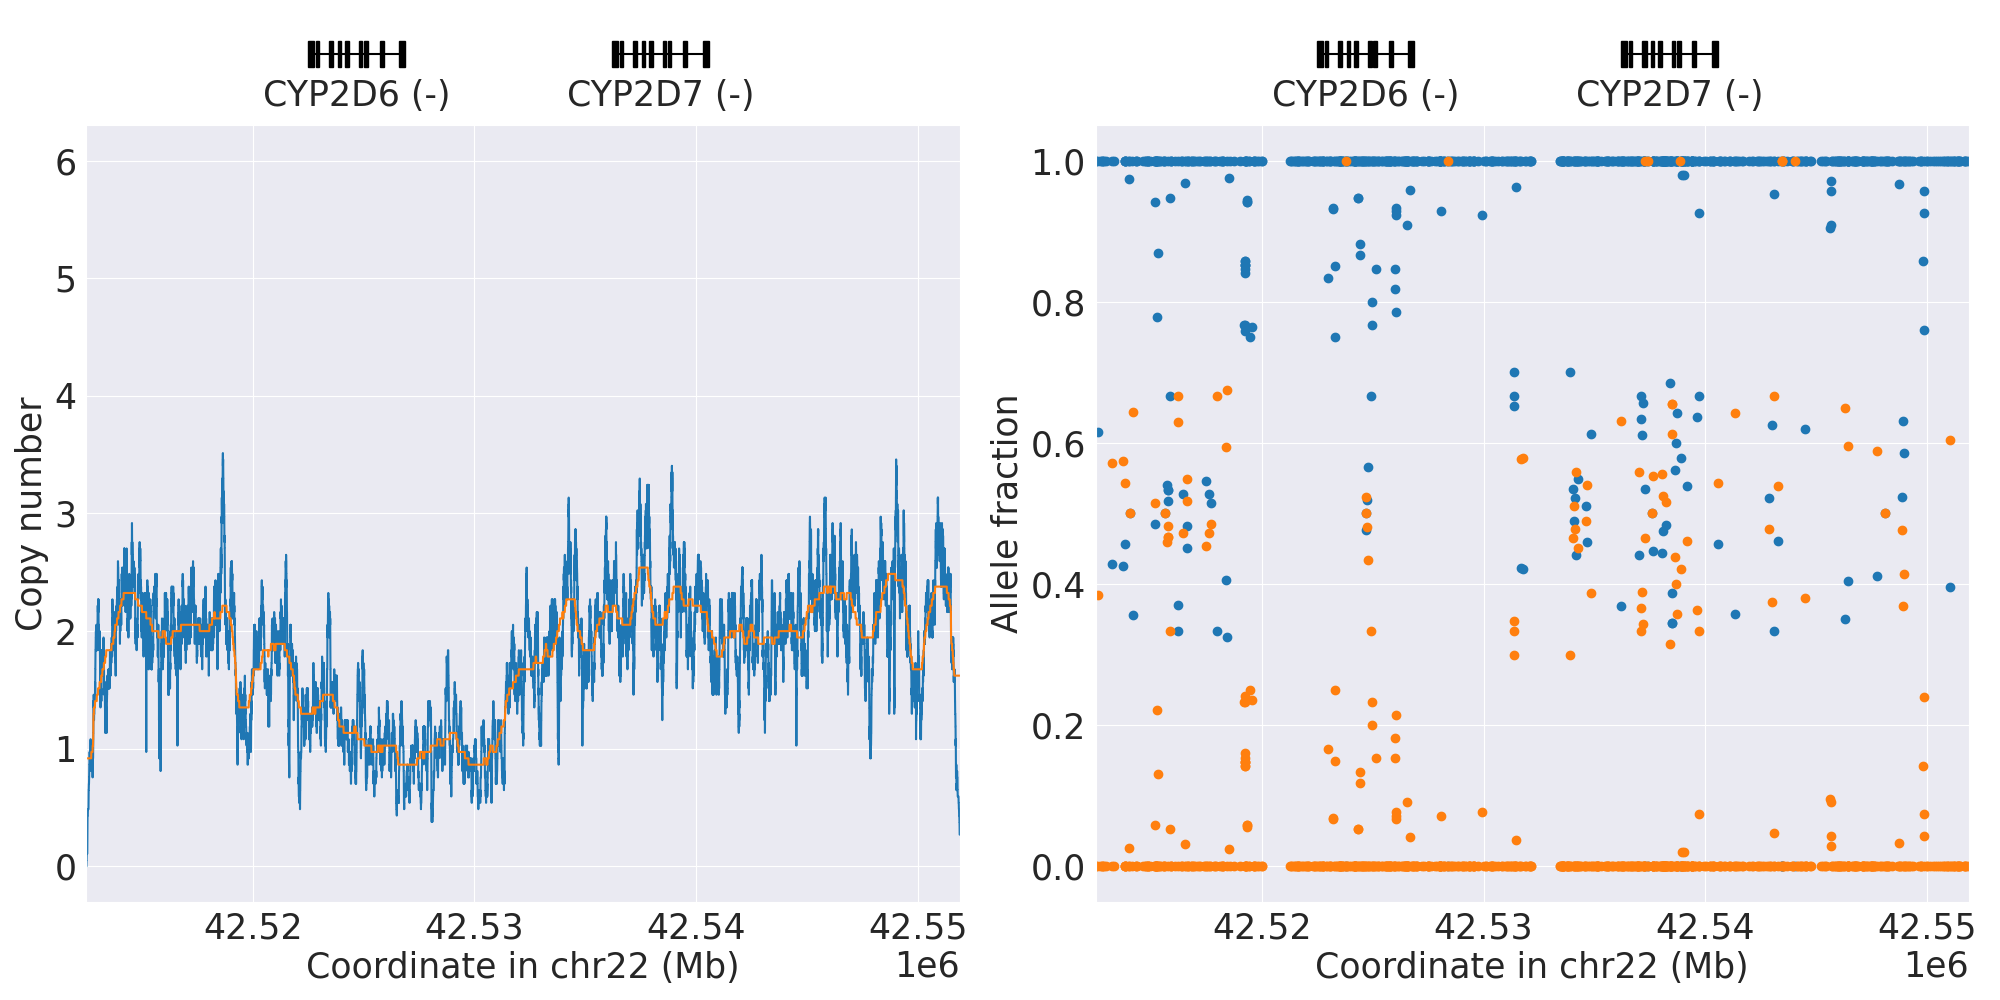 CYP2D6 (-) CYP2D7 (-)
CYP2D6 (-) CYP2D7 (-)
Copy number
6
5
4
3
2
1
0
42.52 42.53 42.54 42.55
Coordinate in chr22 (Mb) 1e6
Allele fraction
1.0
0.8
0.6
0.4
0.2
0.0
42.52 42.53 42.54 42.55
Coordinate in chr22 (Mb) 1e6